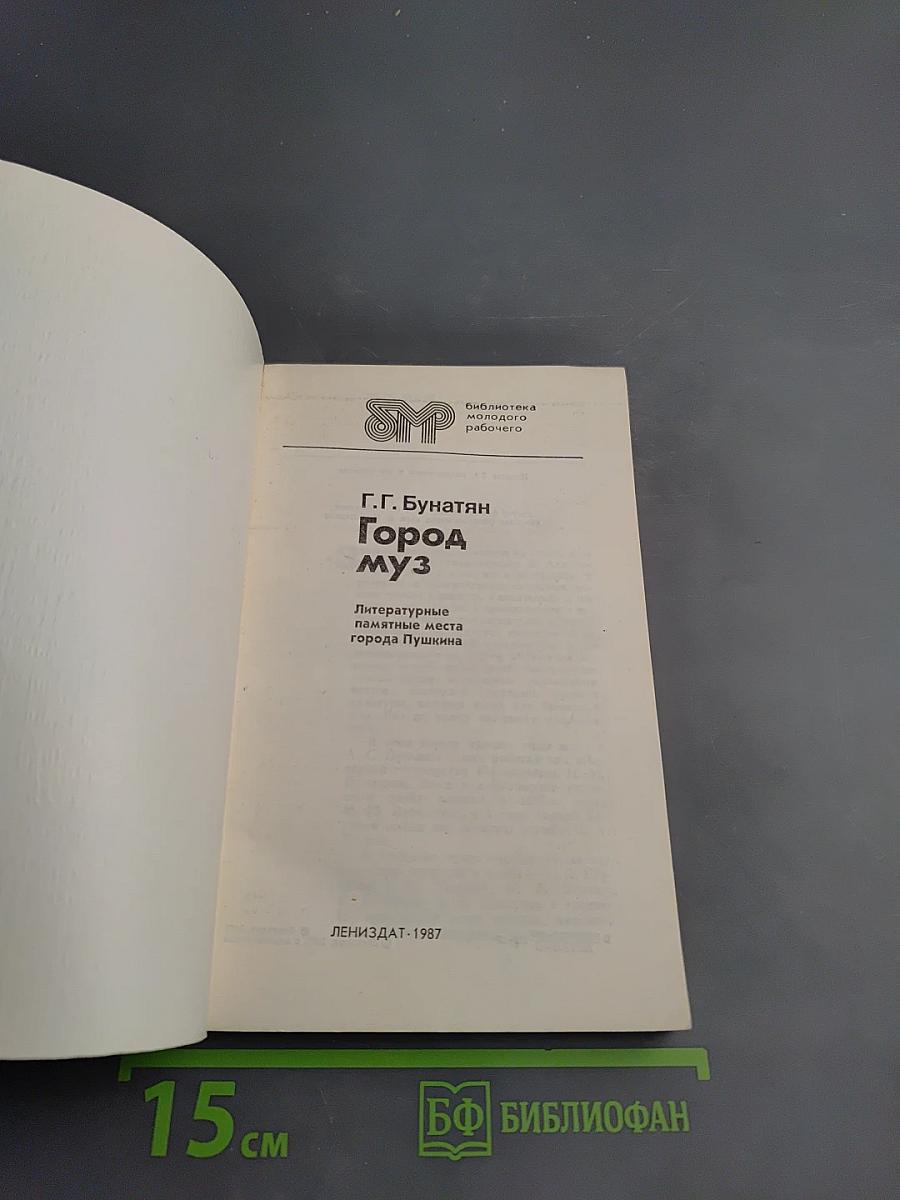 бмр
библиотека
молодого
рабочего
Г.Г. Бунатян
Город
муз
Литературные
памятные места
города Пушкина
ЛЕНИЗДАТ·1987
15 см
БФ БИБЛИОФАН